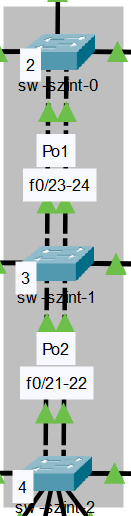 2
sw -szint-0
Po1
f0/23-24
3
sw -szint-1
Po2
f0/21-22
4
sw -szint-2